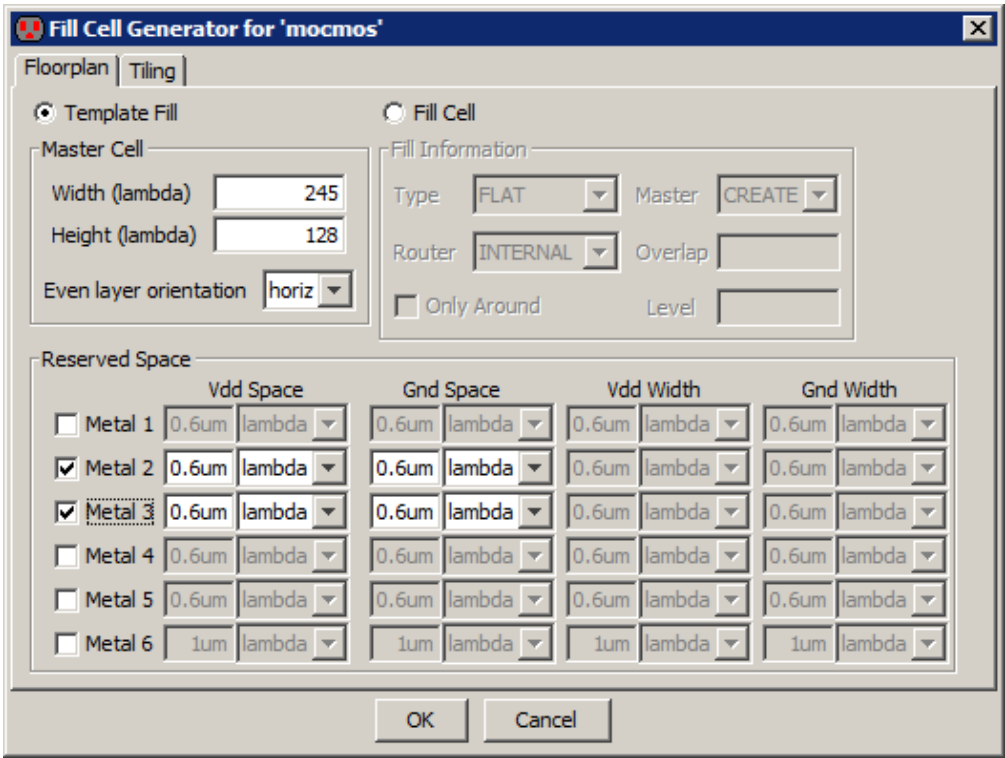 Fill Cell Generator for 'mocmos'
Floorplan Tiling
Template Fill Fill Cell
Master Cell Fill Information
Width (lambda) 245 Type FLAT Master CREATE
Height (lambda) 128 Router INTERNAL Overlap
Even layer orientation horiz Only Around Level
Reserved Space
Vdd Space Gnd Space Vdd Width Gnd Width
Metal 1 0.6um lambda 0.6um lambda 0.6um lambda 0.6um lambda
Metal 2 0.6um lambda 0.6um lambda 0.6um lambda 0.6um lambda
Metal 3 0.6um lambda 0.6um lambda 0.6um lambda 0.6um lambda
Metal 4 0.6um lambda 0.6um lambda 0.6um lambda 0.6um lambda
Metal 5 0.6um lambda 0.6um lambda 0.6um lambda 0.6um lambda
Metal 6 1um lambda 1um lambda 1um lambda 1um lambda
OK Cancel